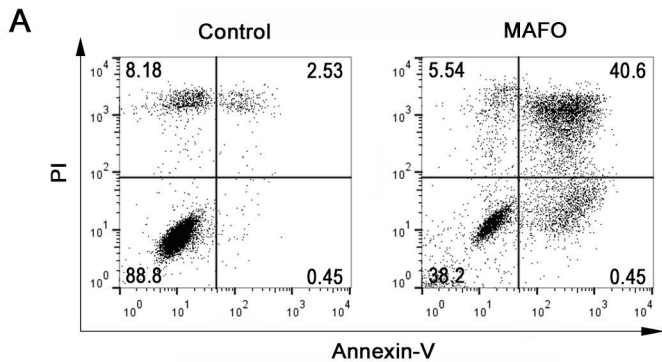 A
Control
MAFO
8.18 2.53
5.54 40.6
10⁴ 10⁴
10³ 10³
PI
10² 10²
10¹ 10¹
10⁰ 10⁰
88.8 0.45
38.2 0.45
10⁰ 10¹ 10² 10³ 10⁴
10⁰ 10¹ 10² 10³ 10⁴
Annexin-V